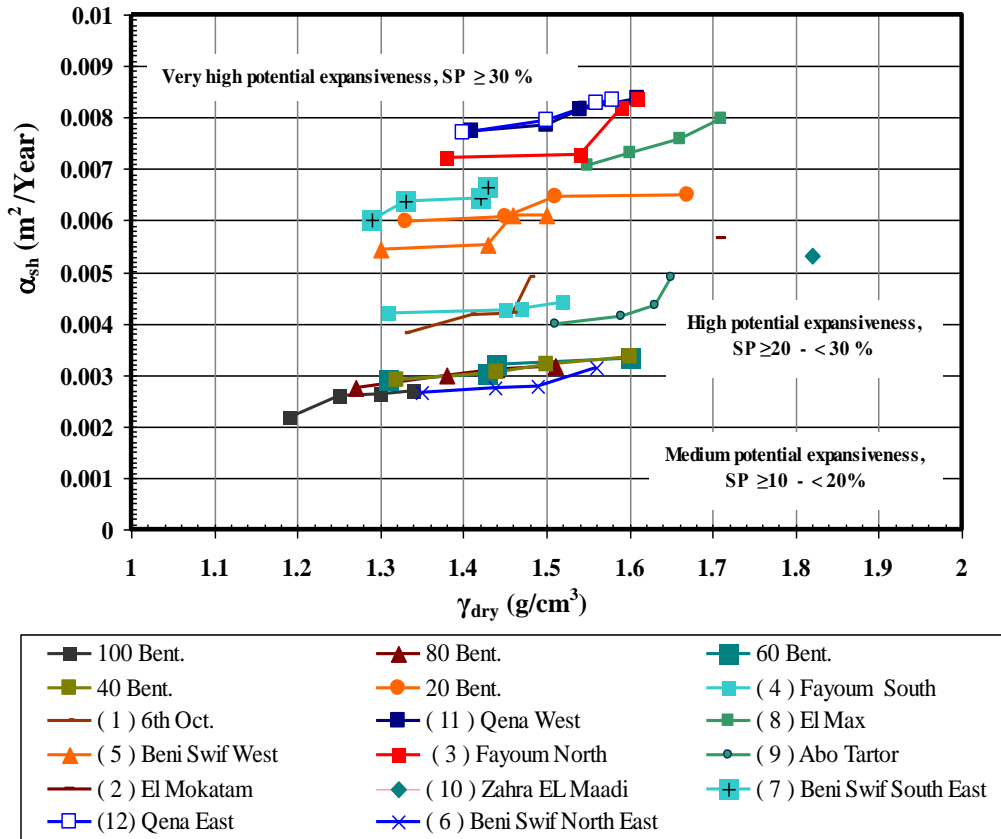 0.01
0.009
0.008
0.007
0.006
0.005
0.004
0.003
0.002
0.001
0
αsh (m²/Year)
Very high potential expansiveness, SP ≥ 30 %
High potential expansiveness,
SP ≥20 - < 30 %
Medium potential expansiveness,
SP ≥10 - < 20%
1 1.1 1.2 1.3 1.4 1.5 1.6 1.7 1.8 1.9 2
γdry (g/cm³)
100 Bent. 80 Bent. 60 Bent.
40 Bent. 20 Bent. ( 4 ) Fayoum South
( 1 ) 6th Oct. ( 11 ) Qena West ( 8 ) El Max
( 5 ) Beni Swif West ( 3 ) Fayoum North ( 9 ) Abo Tartor
( 2 ) El Mokatam ( 10 ) Zahra EL Maadi ( 7 ) Beni Swif South East
(12) Qena East ( 6 ) Beni Swif North East